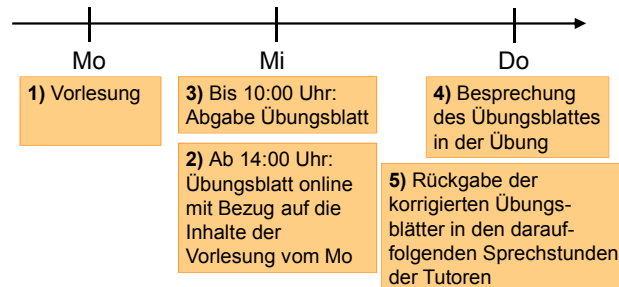 Mo
Mi
Do
1) Vorlesung
3) Bis 10:00 Uhr:
Abgabe Übungsblatt
2) Ab 14:00 Uhr:
Übungsblatt online
mit Bezug auf die
Inhalte der
Vorlesung vom Mo
4) Besprechung
des Übungsblattes
in der Übung
5) Rückgabe der
korrigierten Übungs-
blätter in den darauf-
folgenden Sprechstunden
der Tutoren